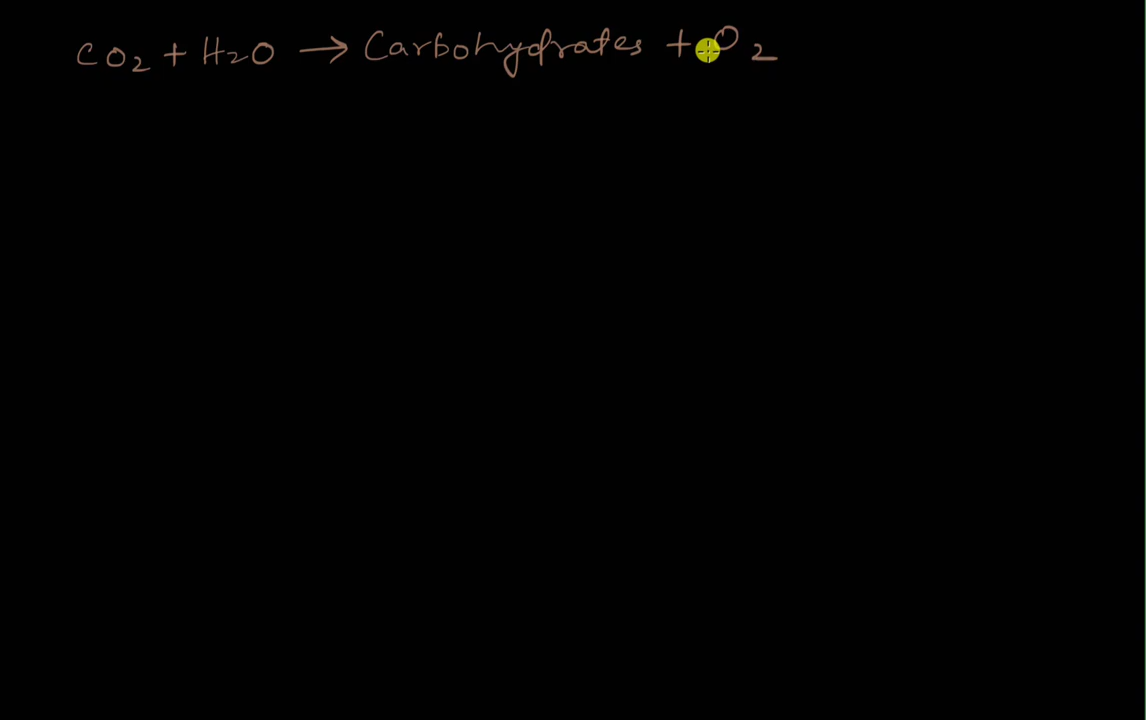 CO2 + H2O → Carbohydrates + O2